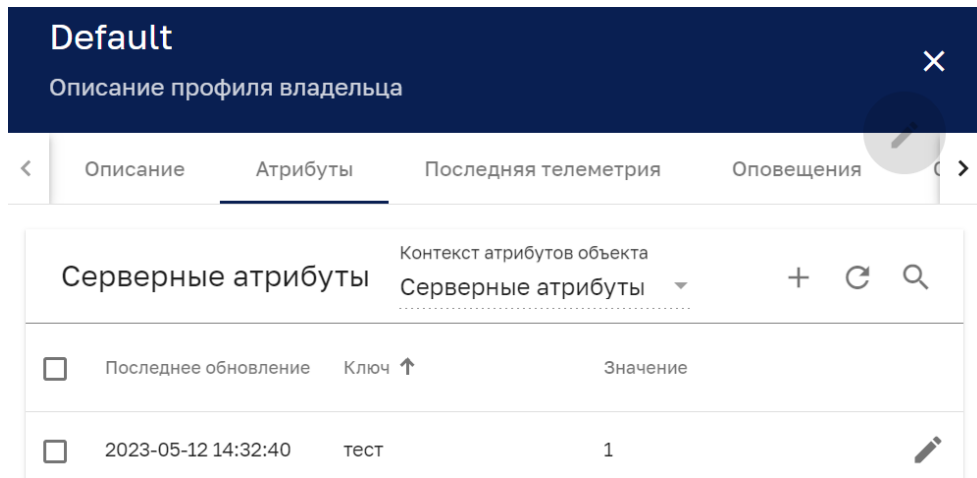 Default
Описание профиля владельца
Описание Атрибуты Последняя телеметрия Оповещения
Контекст атрибутов объекта
Серверные атрибуты Серверные атрибуты
Последнее обновление Ключ Значение
2023-05-12 14:32:40 тест 1